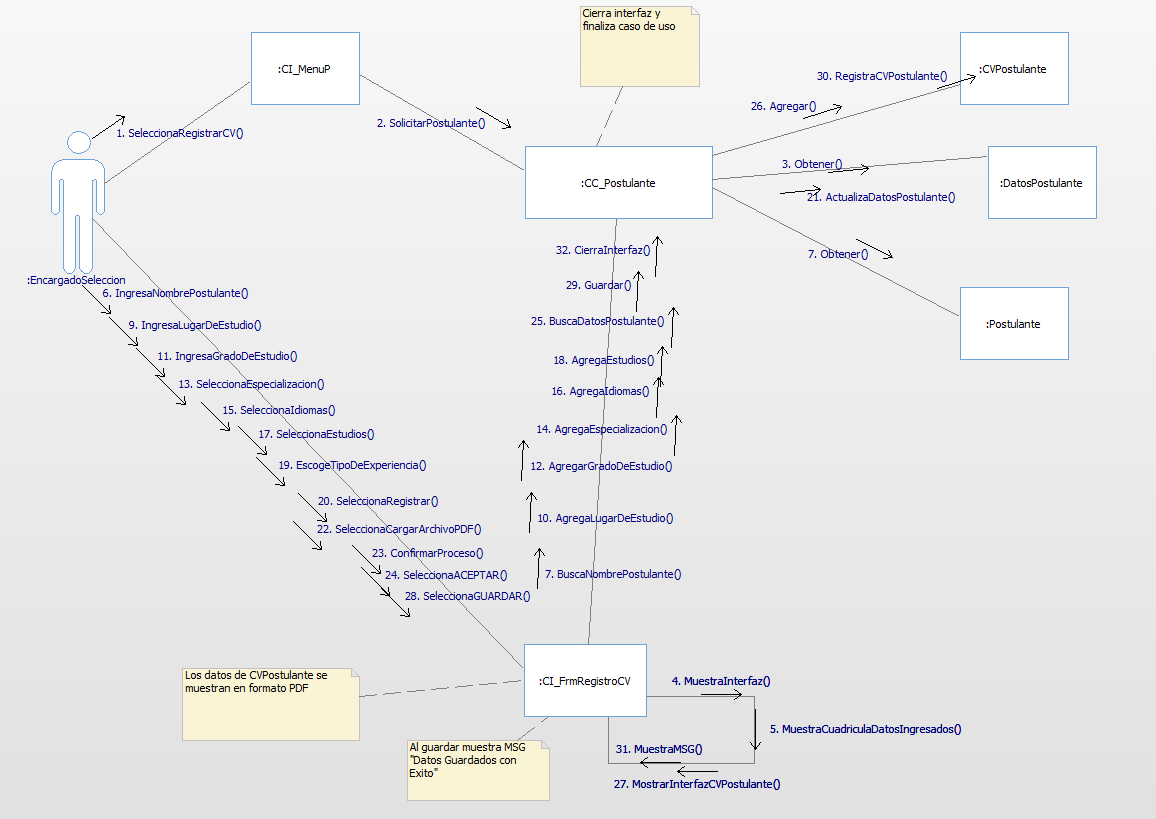 Cierra interfaz y
finaliza caso de uso
:CI_MenuP
:CVPostulante
30. RegistraCVPostulante()
26. Agregar()
1. SeleccionaRegistrarCV()
2. SolicitarPostulante()
3. Obtener()
:CC_Postulante
:DatosPostulante
21. ActualizaDatosPostulante()
32. CierraInterfaz()
7. Obtener()
:EncargadoSeleccion
6. IngresaNombrePostulante()
29. Guardar()
9. IngresaLugarDeEstudio()
25. BuscaDatosPostulante()
:Postulante
11. IngresaGradoDeEstudio()
18. AgregaEstudios()
13. SeleccionaEspecializacion()
16. AgregaIdiomas()
15. SeleccionaIdiomas()
14. AgregaEspecializacion()
17. SeleccionaEstudios()
19. EscogeTipoDeExperiencia()
12. AgregarGradoDeEstudio()
20. SeleccionaRegistrar()
10. AgregaLugarDeEstudio()
22. SeleccionaCargarArchivoPDF()
23. ConfirmarProceso()
24. SeleccionaACEPTAR()
7. BuscaNombrePostulante()
28. SeleccionaGUARDAR()
Los datos de CVPostulante se
muestran en formato PDF
:CI_FrmRegistroCV
4. MuestraInterfaz()
5. MuestraCuadriculaDatosIngresados()
Al guardar muestra MSG
"Datos Guardados con
Exito"
31. MuestraMSG()
27. MostrarInterfazCVPostulante()